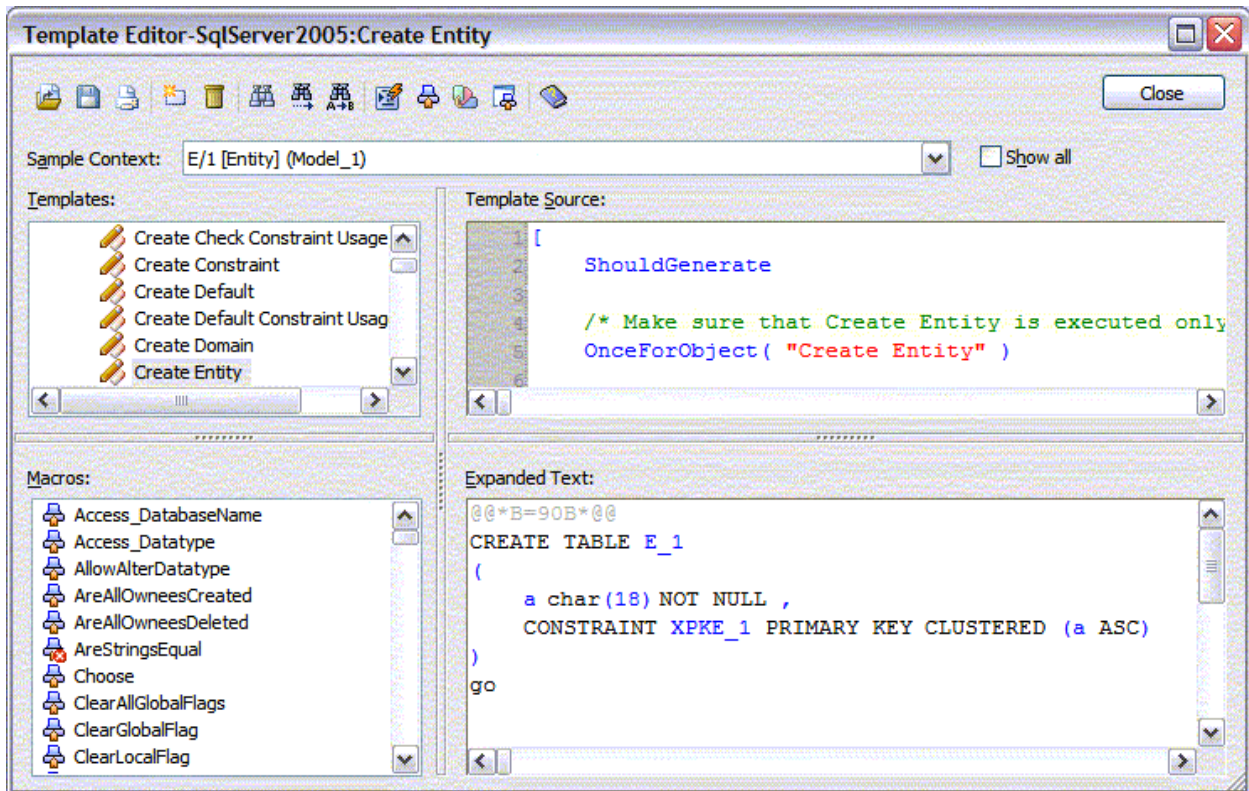 Template Editor-SqlServer2005:Create Entity
A→B
Close
Sample Context: E/1 [Entity] (Model_1) Show all
Templates:
Create Check Constraint Usage
Create Constraint
Create Default
Create Default Constraint Usag
Create Domain
Create Entity
Template Source:
1 [
2 ShouldGenerate
3
4 /* Make sure that Create Entity is executed only
5 OnceForObject( "Create Entity" )
6
Macros:
Access_DatabaseName
Access_Datatype
AllowAlterDatatype
AreAllOwneesCreated
AreAllOwneesDeleted
AreStringsEqual
Choose
ClearAllGlobalFlags
ClearGlobalFlag
ClearLocalFlag
Expanded Text:
@@*B=90B*@@
CREATE TABLE E_1
(
a char(18) NOT NULL ,
CONSTRAINT XPKE_1 PRIMARY KEY CLUSTERED (a ASC)
)
go